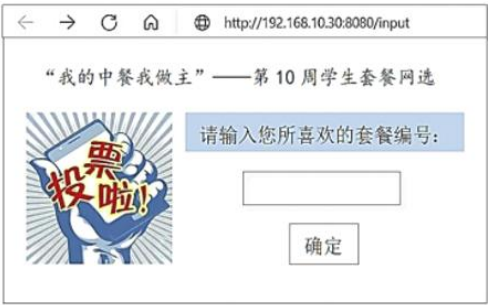 http://192.168.10.30:8080/input
“我的中餐我做主”——第 10 周学生套餐网选
请输入您所喜欢的套餐编号：
投票啦！
确定